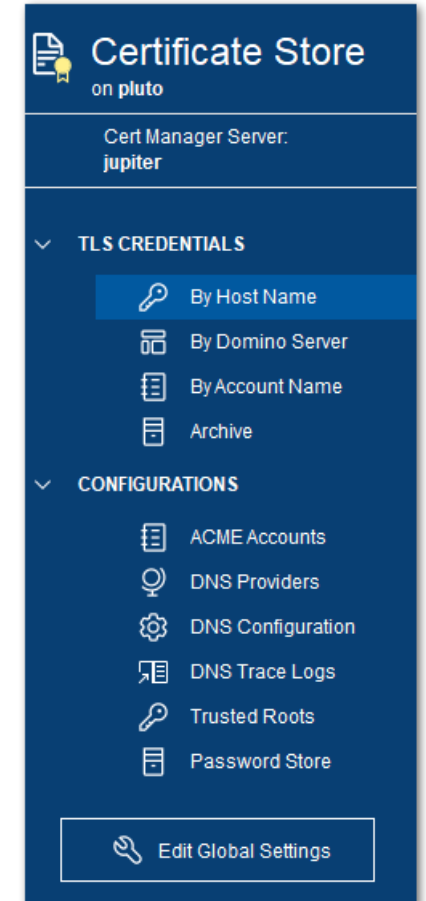 Certificate Store
on pluto
Cert Manager Server:
jupiter
TLS CREDENTIALS
By Host Name
By Domino Server
By Account Name
Archive
CONFIGURATIONS
ACME Accounts
DNS Providers
DNS Configuration
DNS Trace Logs
Trusted Roots
Password Store
Edit Global Settings